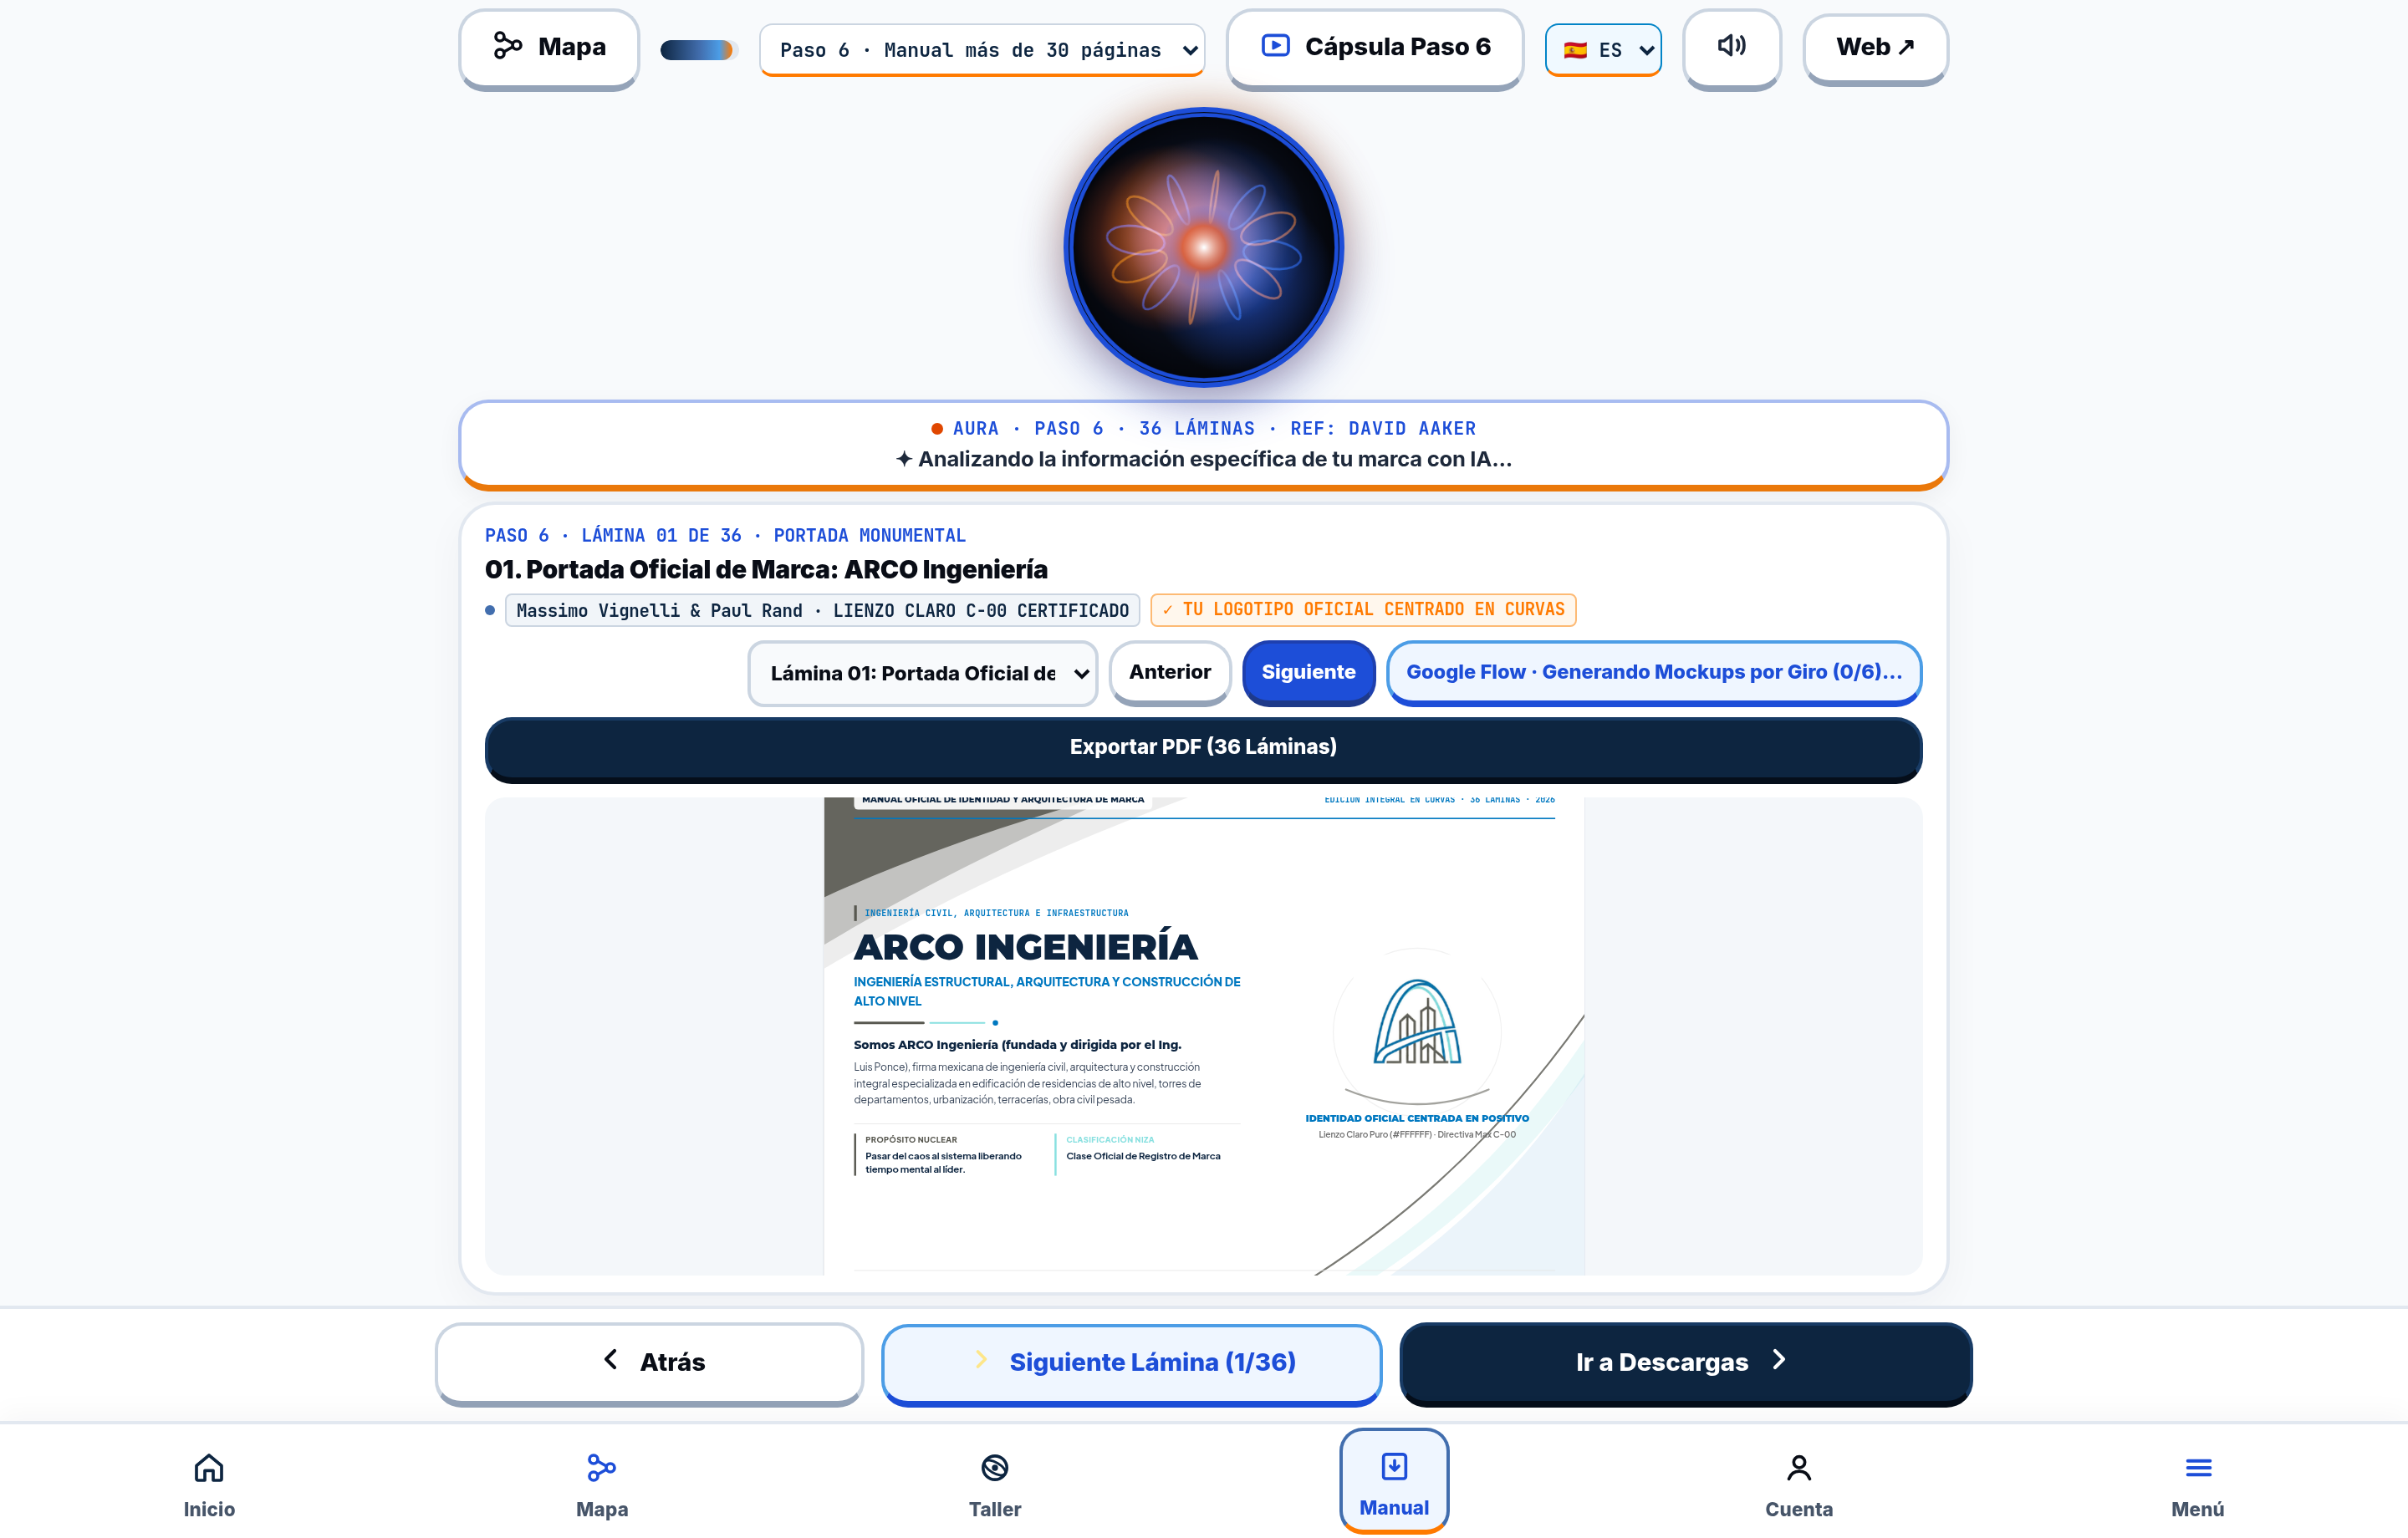 Mapa
Paso 6 · Manual más de 30 páginas
Cápsula Paso 6
ES
Web ↗
AURA · PASO 6 · 36 LÁMINAS · REF: DAVID AAKER
✦ Analizando la información específica de tu marca con IA...
PASO 6 · LÁMINA 01 DE 36 · PORTADA MONUMENTAL
01. Portada Oficial de Marca: ARCO Ingeniería
Massimo Vignelli & Paul Rand · LIENZO CLARO C-00 CERTIFICADO
✓ TU LOGOTIPO OFICIAL CENTRADO EN CURVAS
Lámina 01: Portada Oficial de
Anterior
Siguiente
Google Flow · Generando Mockups por Giro (0/6)...
Exportar PDF (36 Láminas)
MANUAL OFICIAL DE IDENTIDAD Y ARQUITECTURA DE MARCA
EDICIÓN INTEGRAL EN CURVAS · 36 LÁMINAS · 2026
INGENIERÍA CIVIL, ARQUITECTURA E INFRAESTRUCTURA
ARCO INGENIERÍA
INGENIERÍA ESTRUCTURAL, ARQUITECTURA Y CONSTRUCCIÓN DE
ALTO NIVEL
Somos ARCO Ingeniería (fundada y dirigida por el Ing.
Luis Ponce), firma mexicana de ingeniería civil, arquitectura y construcción
integral especializada en edificación de residencias de alto nivel, torres de
departamentos, urbanización, terracerías, obra civil pesada.
PROPÓSITO NUCLEAR
Pasar del caos al sistema liberando
tiempo mental al líder.
CLASIFICACIÓN NIZA
Clase Oficial de Registro de Marca
IDENTIDAD OFICIAL CENTRADA EN POSITIVO
Lienzo Claro Puro (#FFFFFF) · Directiva Max C-00
Atrás
Siguiente Lámina (1/36)
Ir a Descargas
Inicio
Mapa
Taller
Manual
Cuenta
Menú